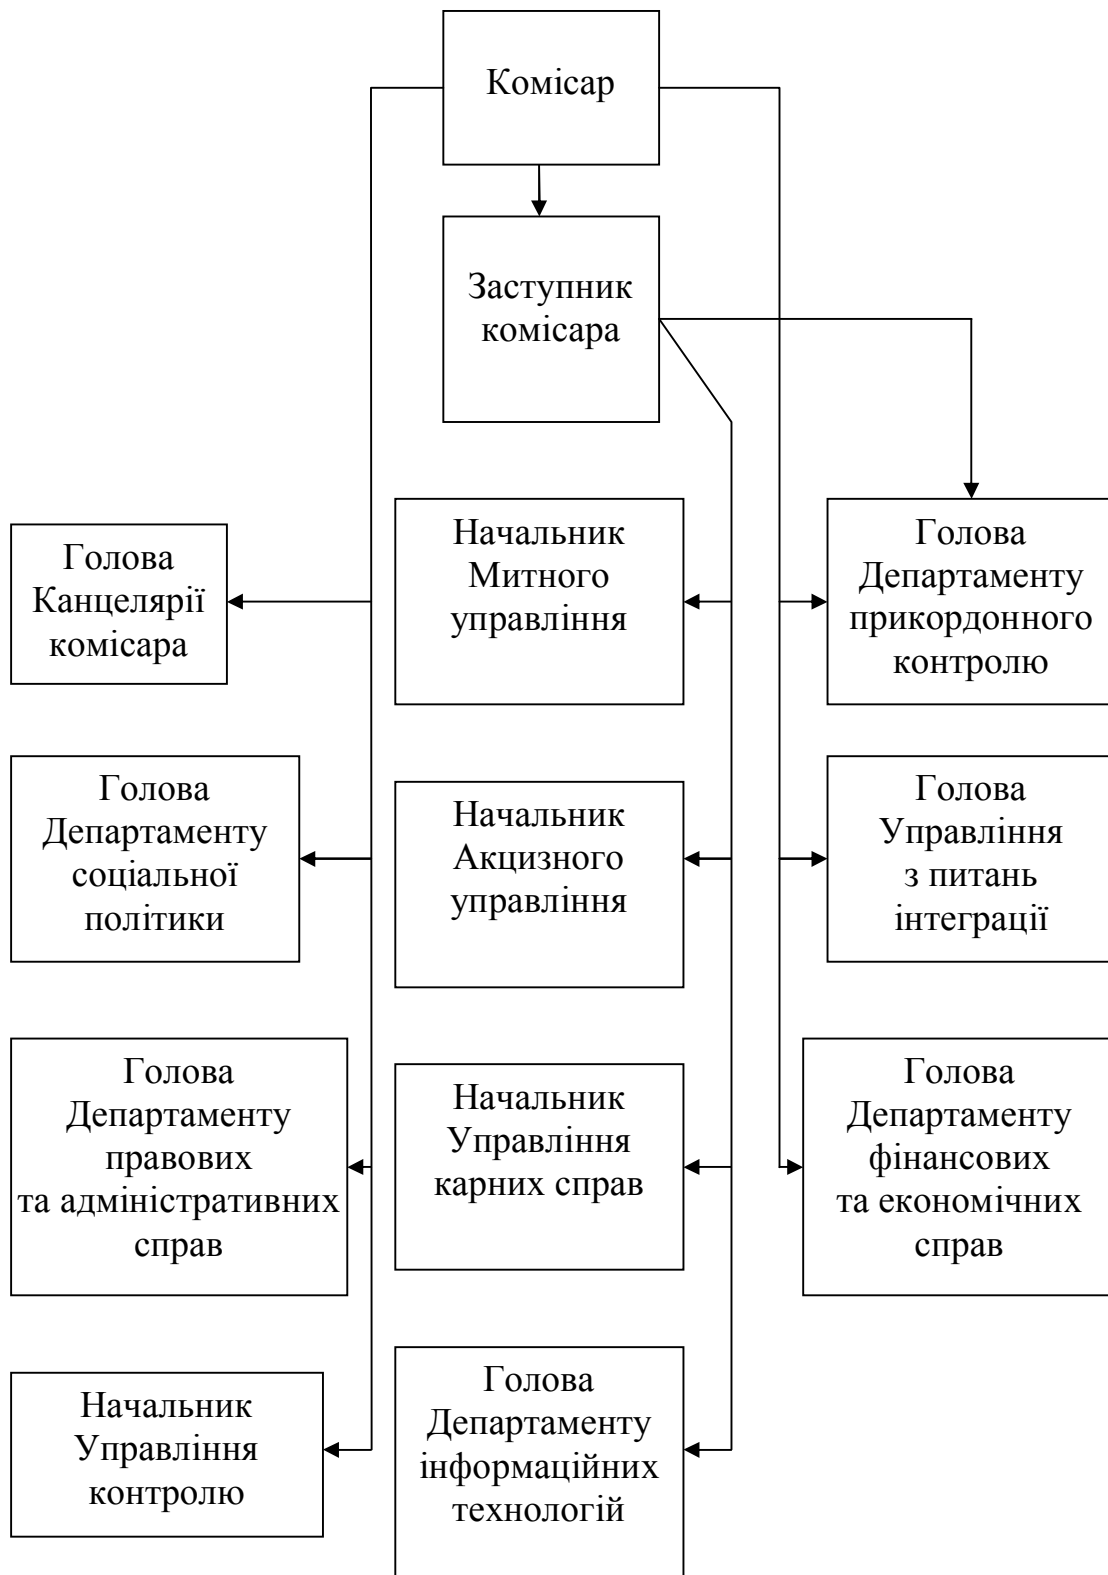 Комісар
Заступник
комісара
Голова
Канцелярії
комісара
Начальник
Митного
управління
Голова
Департаменту
прикордонного
контролю
Голова
Департаменту
соціальної
політики
Начальник
Акцизного
управління
Голова
Управління
з питань
інтеграції
Голова
Департаменту
правових
та адміністративних
справ
Начальник
Управління
карних справ
Голова
Департаменту
фінансових
та економічних
справ
Начальник
Управління
контролю
Голова
Департаменту
інформаційних
технологій